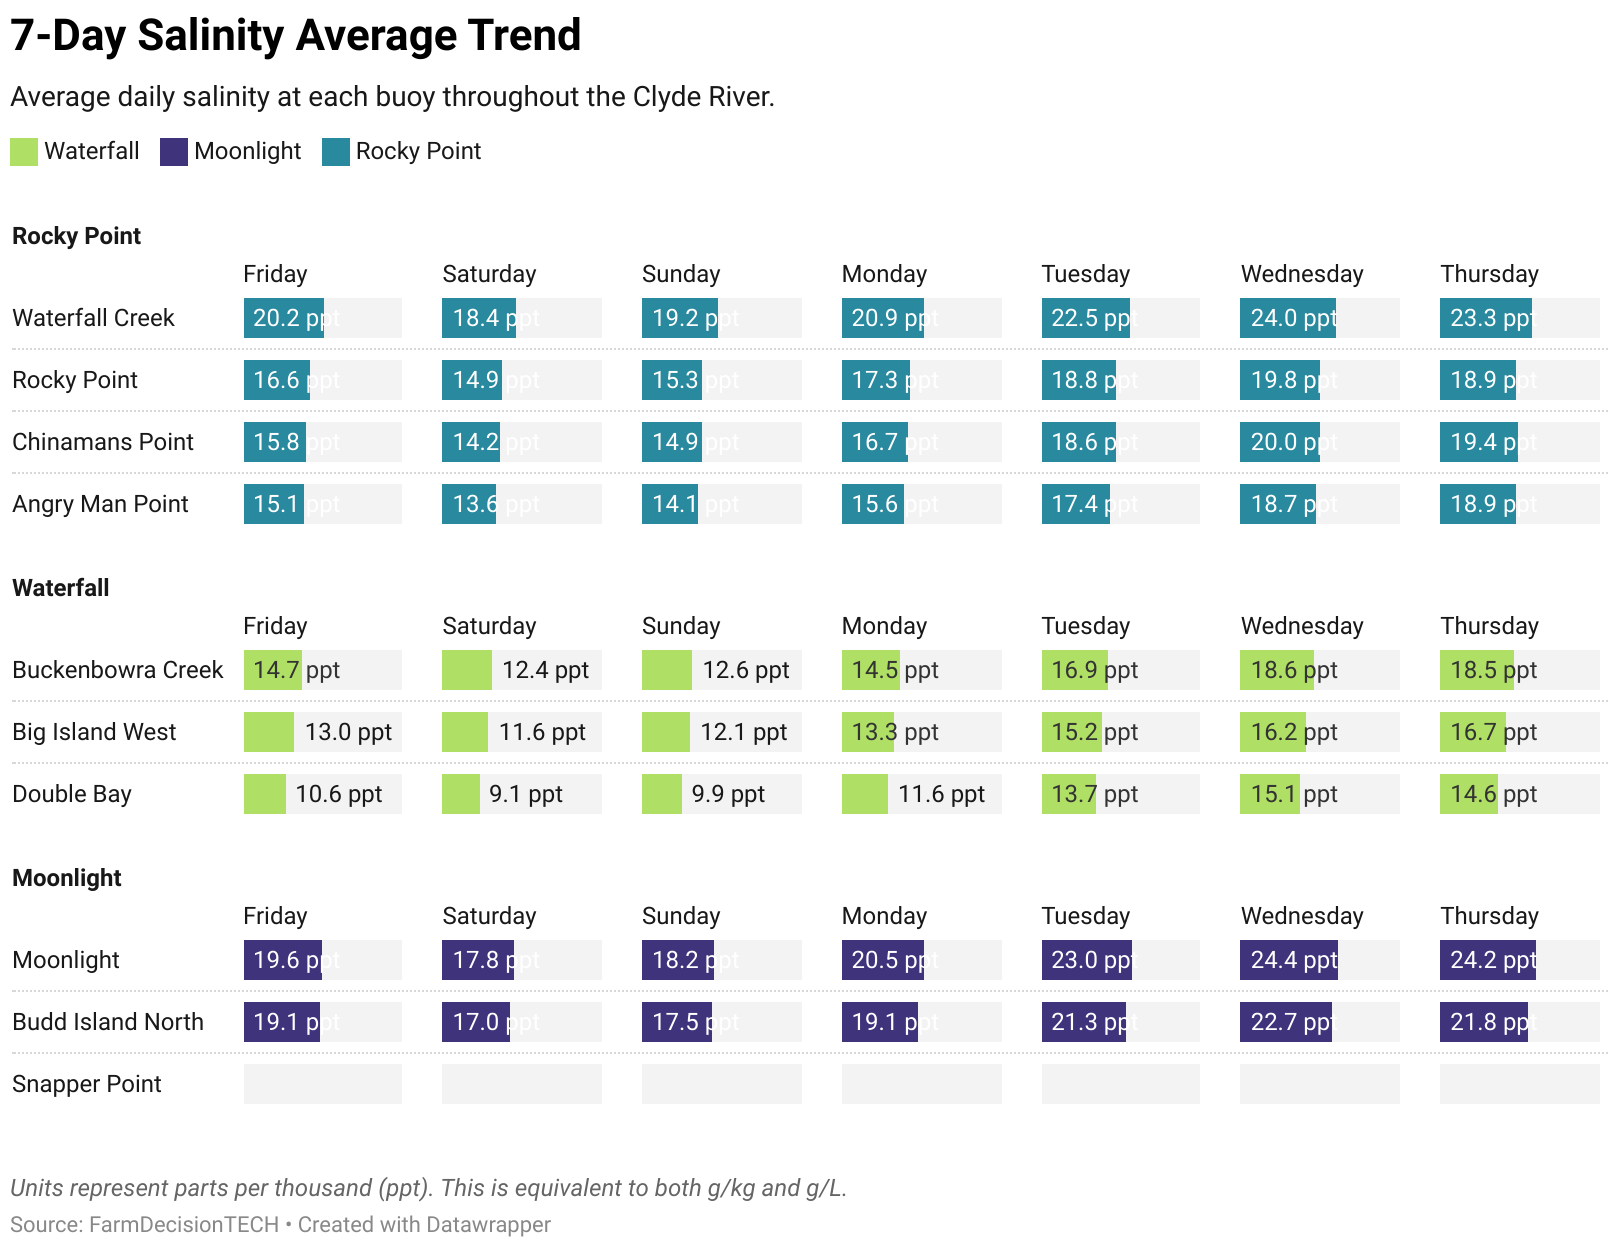 7-Day Salinity Average Trend
Average daily salinity at each buoy throughout the Clyde River.
Waterfall Moonlight Rocky Point
Rocky Point
Friday Saturday Sunday Monday Tuesday Wednesday Thursday
Waterfall Creek 20.2 ppt 18.4 ppt 19.2 ppt 20.9 ppt 22.5 ppt 24.0 ppt 23.3 ppt
Rocky Point 16.6 ppt 14.9 ppt 15.3 ppt 17.3 ppt 18.8 ppt 19.8 ppt 18.9 ppt
Chinamans Point 15.8 ppt 14.2 ppt 14.9 ppt 16.7 ppt 18.6 ppt 20.0 ppt 19.4 ppt
Angry Man Point 15.1 ppt 13.6 ppt 14.1 ppt 15.6 ppt 17.4 ppt 18.7 ppt 18.9 ppt
Waterfall
Friday Saturday Sunday Monday Tuesday Wednesday Thursday
Buckenbowra Creek 14.7 ppt 12.4 ppt 12.6 ppt 14.5 ppt 16.9 ppt 18.6 ppt 18.5 ppt
Big Island West 13.0 ppt 11.6 ppt 12.1 ppt 13.3 ppt 15.2 ppt 16.2 ppt 16.7 ppt
Double Bay 10.6 ppt 9.1 ppt 9.9 ppt 11.6 ppt 13.7 ppt 15.1 ppt 14.6 ppt
Moonlight
Friday Saturday Sunday Monday Tuesday Wednesday Thursday
Moonlight 19.6 ppt 17.8 ppt 18.2 ppt 20.5 ppt 23.0 ppt 24.4 ppt 24.2 ppt
Budd Island North 19.1 ppt 17.0 ppt 17.5 ppt 19.1 ppt 21.3 ppt 22.7 ppt 21.8 ppt
Snapper Point
Units represent parts per thousand (ppt). This is equivalent to both g/kg and g/L.
Source: FarmDecisionTECH • Created with Datawrapper